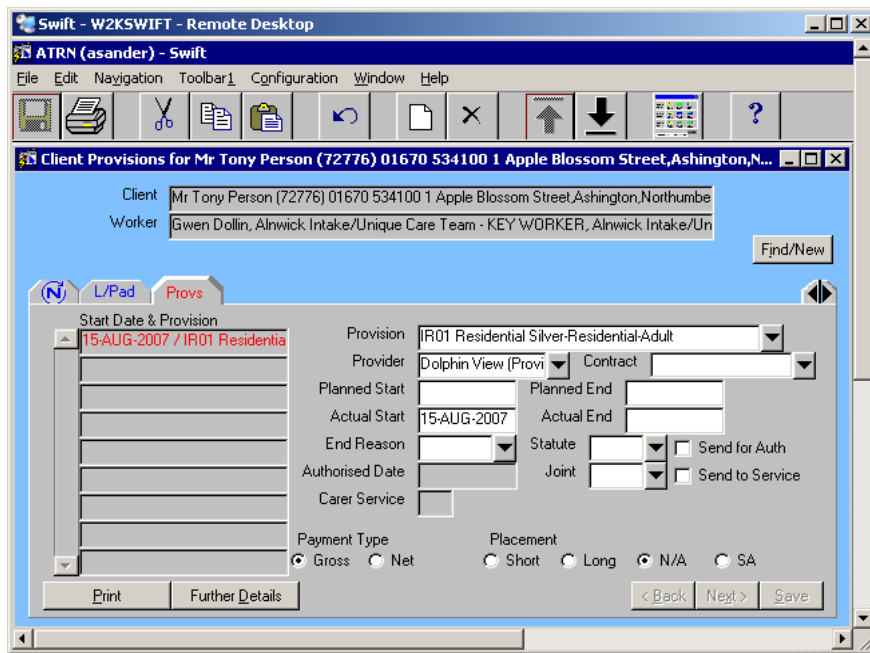 Swift - W2KSWIFT - Remote Desktop
ATRN (asander) - Swift
File Edit Navigation Toolbar1 Configuration Window Help
?
Client Provisions for Mr Tony Person (72776) 01670 534100 1 Apple Blossom Street,Ashington,N...
Client Mr Tony Person (72776) 01670 534100 1 Apple Blossom Street,Ashington,Northumbe
Worker Gwen Dollin, Alnwick Intake/Unique Care Team - KEY WORKER, Alnwick Intake/Un
Find/New
N L/Pad Provs
Start Date & Provision
15-AUG-2007 / IR01 Residentia
Provision IR01 Residential Silver-Residential-Adult
Provider Dolphin View (Provi Contract
Planned Start Planned End
Actual Start 15-AUG-2007 Actual End
End Reason Statute Send for Auth
Authorised Date Joint Send to Service
Carer Service
Payment Type Placement
Gross Net Short Long N/A SA
Print Further Details < Back Next > Save